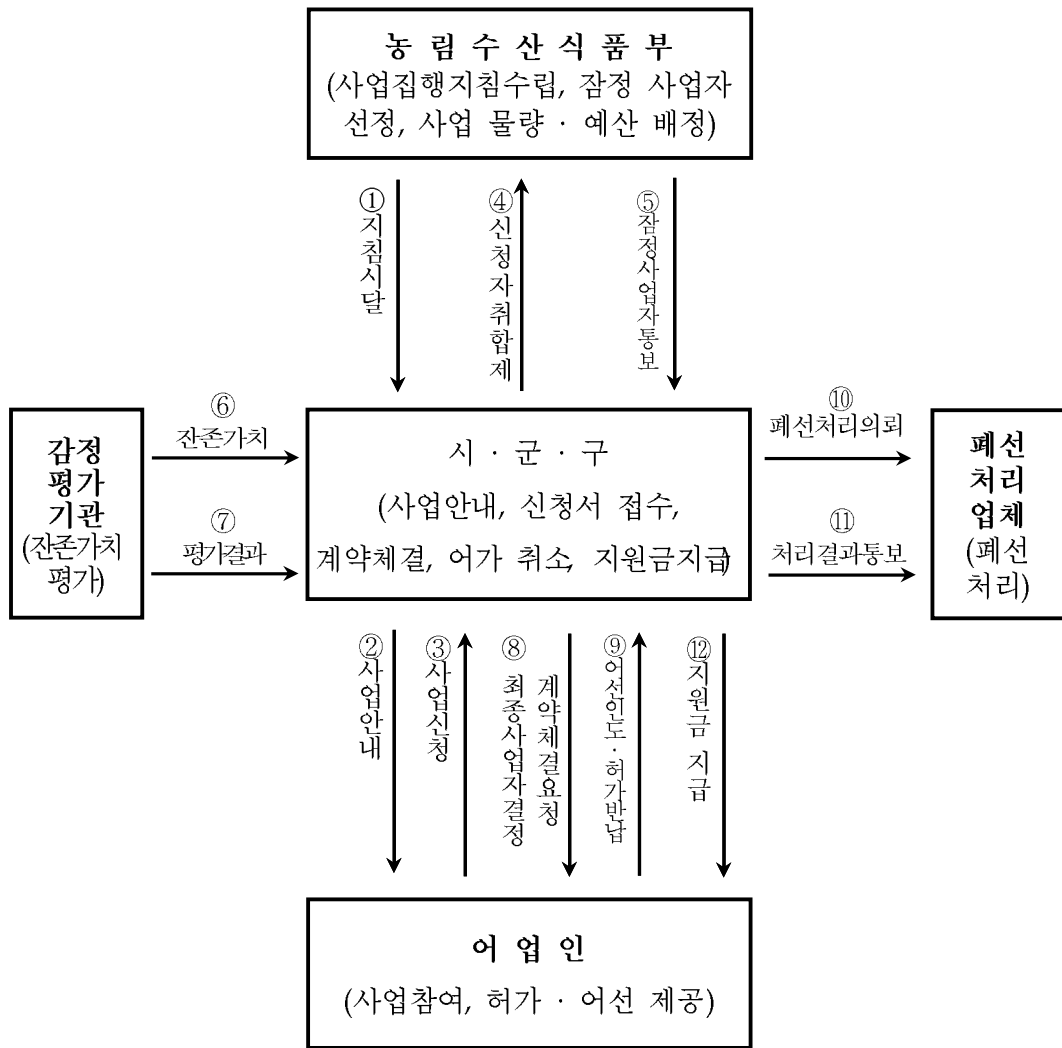 농 림 수 산 식 품 부
(사업집행지침수립, 잠정 사업자
선정, 사업 물량 · 예산 배정)
①지침시달
④신청자취합제
⑤잠정사업자통보
감정
평가
기관
(잔존가치
평가)
⑥
잔존가치
⑦
평가결과
시 · 군 · 구
(사업안내, 신청서 접수,
계약체결, 어가 취소, 지원금지급)
⑩
폐선처리의뢰
⑪
처리결과통보
폐선
처리
업체
(폐선
처리)
②사업안내
③사업신청
⑧최종사업자결정
계약체결요청
⑨어선인도·허가반납
⑫지원금 지급
어 업 인
(사업참여, 허가 · 어선 제공)